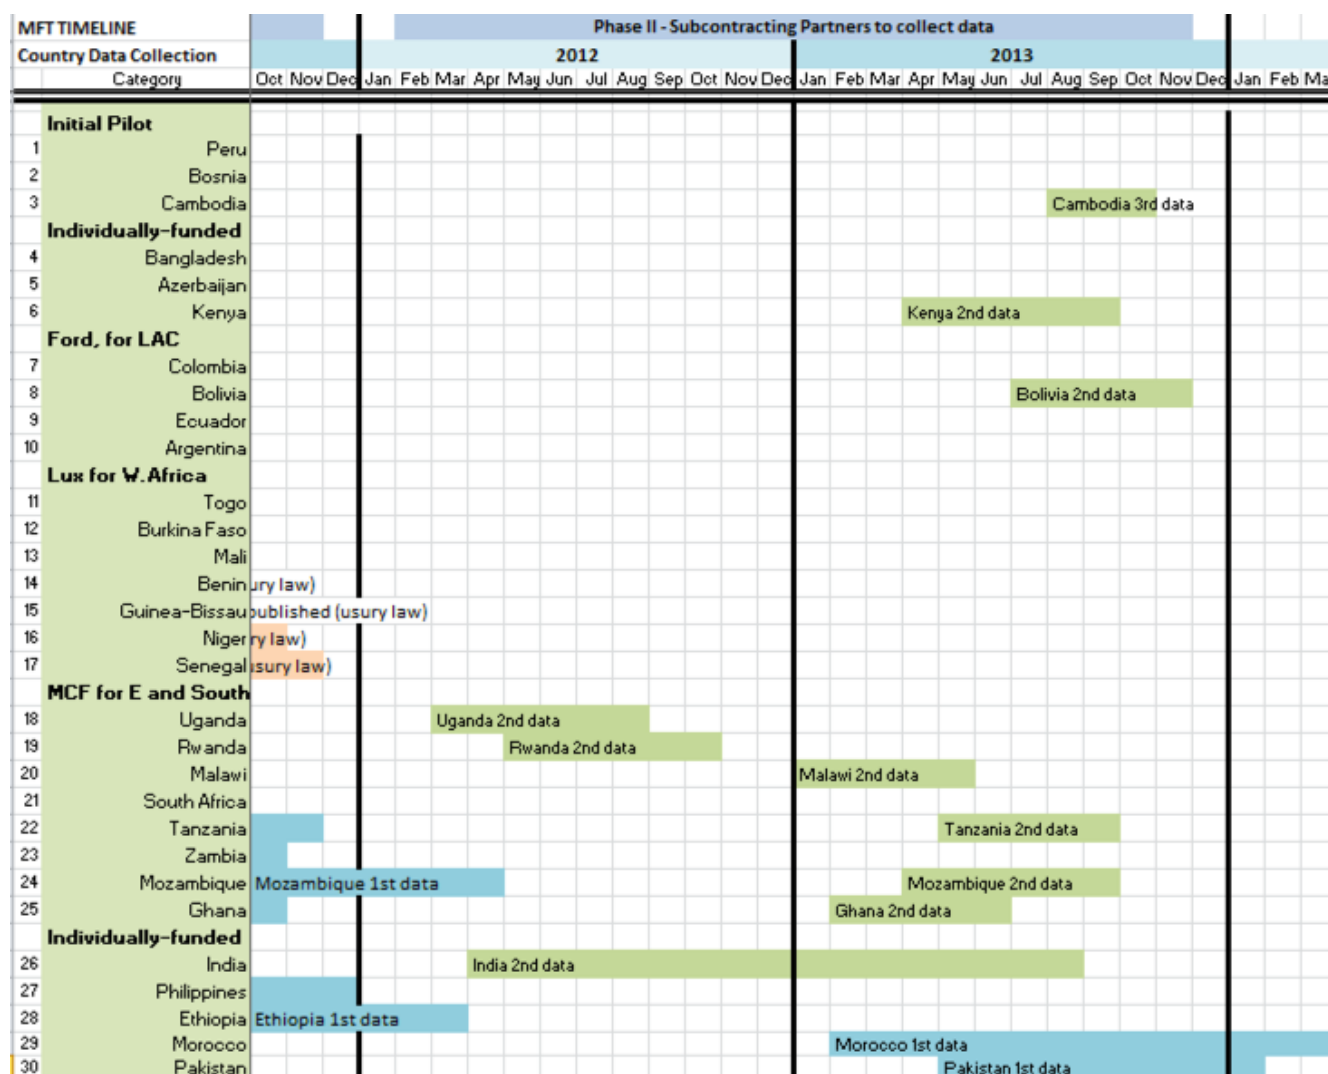 MFT TIMELINE Phase II - Subcontracting Partners to collect data
Country Data Collection 2012 2013
Category Oct Nov Dec Jan Feb Mar Apr May Jun Jul Aug Sep Oct Nov Dec Jan Feb Mar Apr May Jun Jul Aug Sep Oct Nov Dec Jan Feb Ma
Initial Pilot
1 Peru
2 Bosnia
3 Cambodia Cambodia 3rd data
Individually-funded
4 Bangladesh
5 Azerbaijan
6 Kenya Kenya 2nd data
Ford, for LAC
7 Colombia
8 Bolivia Bolivia 2nd data
9 Ecuador
10 Argentina
Lux for W.Africa
11 Togo
12 Burkina Faso
13 Mali
14 Benin ury law)
15 Guinea-Bissau published (usury law)
16 Niger ry law)
17 Senegal usury law)
MCF for E and South
18 Uganda Uganda 2nd data
19 Rwanda Rwanda 2nd data
20 Malawi Malawi 2nd data
21 South Africa
22 Tanzania Tanzania 2nd data
23 Zambia
24 Mozambique Mozambique 1st data Mozambique 2nd data
25 Ghana Ghana 2nd data
Individually-funded
26 India India 2nd data
27 Philippines
28 Ethiopia Ethiopia 1st data
29 Morocco Morocco 1st data
30 Pakistan Pakistan 1st data